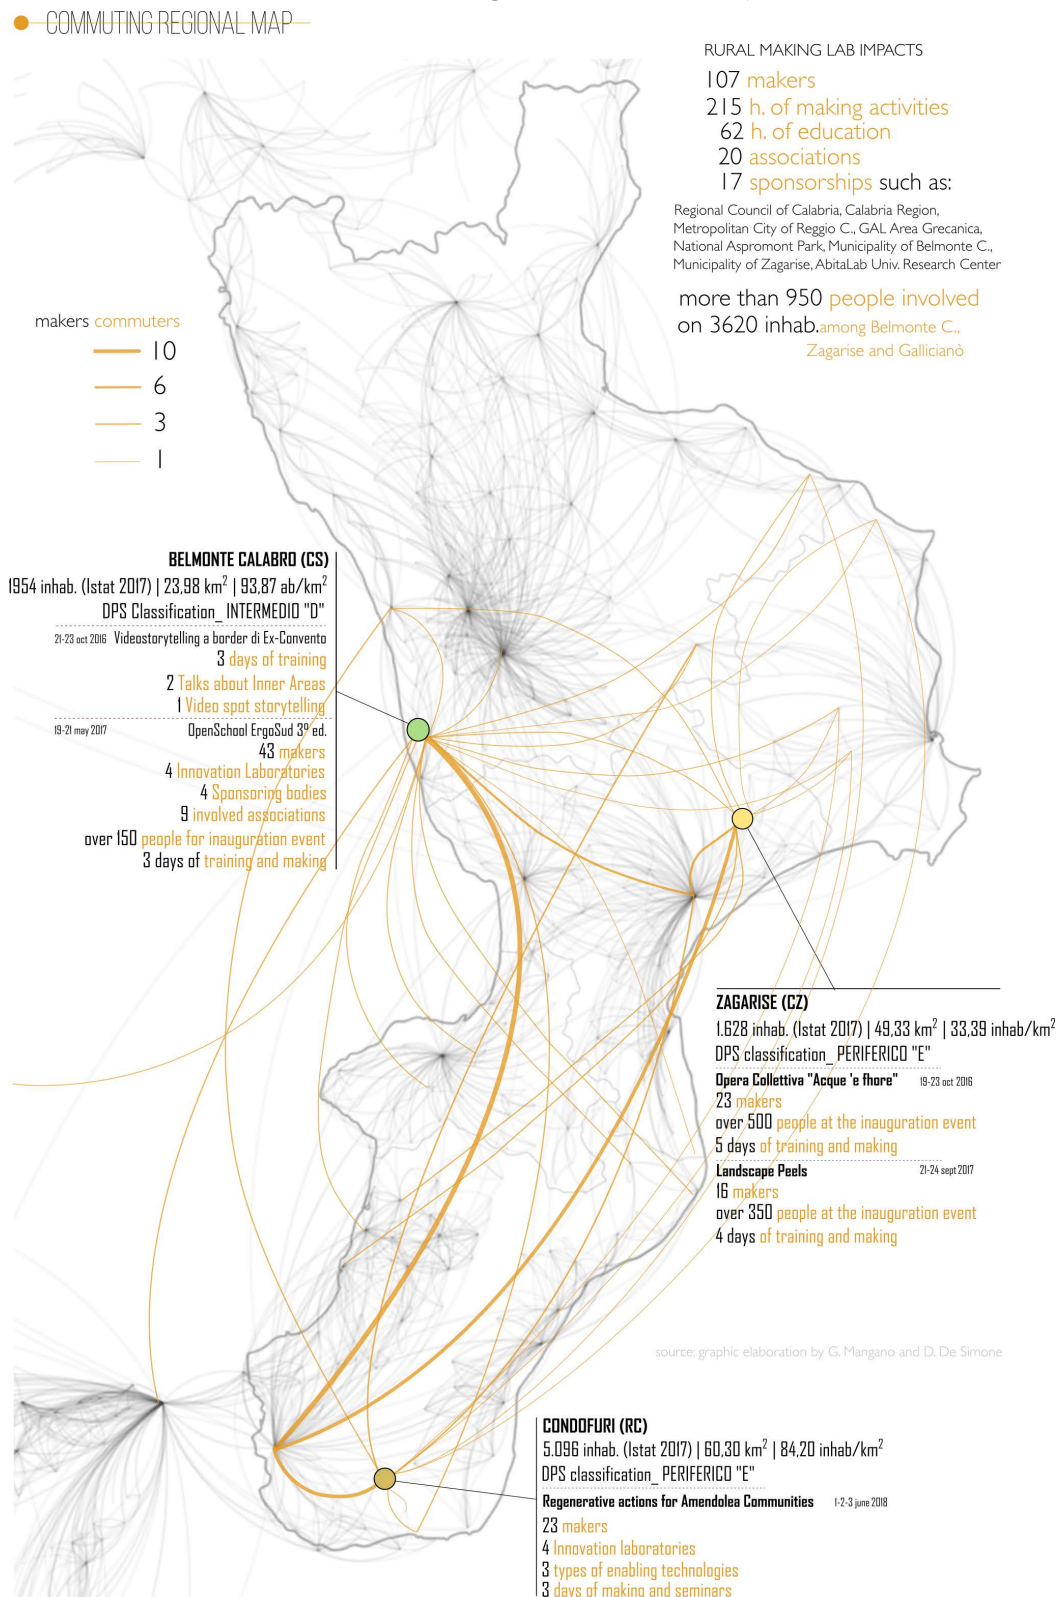 COMMUTING REGIONAL MAP
RURAL MAKING LAB IMPACTS
107 makers
215 h. of making activities
62 h. of education
20 associations
17 sponsorships such as:
Regional Council of Calabria, Calabria Region,
Metropolitan City of Reggio C., GAL Area Grecanica,
National Aspromont Park, Municipality of Belmonte C.,
Municipality of Zagarise, AbitaLab Univ. Research Center
more than 950 people involved
on 3620 inhab. among Belmonte C.,
Zagarise and Gallicianò
makers commuters
10
6
3
1
BELMONTE CALABRO (CS)
1954 inhab. (Istat 2017) | 23,98 km² | 93,87 ab/km²
DPS Classification_ INTERMEDIO "D"
21-23 oct 2016 Videostorytelling a border di Ex-Convento
3 days of training
2 Talks about Inner Areas
1 Video spot storytelling
19-21 may 2017 OpenSchool ErgoSud 3º ed.
43 makers
4 Innovation Laboratories
4 Sponsoring bodies
9 involved associations
over 150 people for inauguration event
3 days of training and making
ZAGARISE (CZ)
1.628 inhab. (Istat 2017) | 49,33 km² | 33,39 inhab/km²
DPS classification_ PERIFERICO "E"
Opera Collettiva "Acque 'e fhore" 19-23 oct 2016
23 makers
over 500 people at the inauguration event
5 days of training and making
Landscape Peels 21-24 sept 2017
16 makers
over 350 people at the inauguration event
4 days of training and making
source: graphic elaboration by G. Mangano and D. De Simone
CONDOFURI (RC)
5.096 inhab. (Istat 2017) | 60,30 km² | 84,20 inhab/km²
DPS classification_ PERIFERICO "E"
Regenerative actions for Amendolea Communities 1-2-3 june 2018
23 makers
4 Innovation laboratories
3 types of enabling technologies
3 days of making and seminars